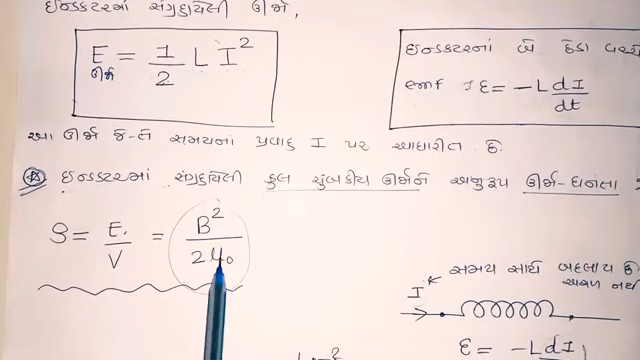 ઇન્ડક્ટરમાં સંગ્રહાયેલી ઊર્જા,
E = 1/2 L I²
ઊર્જા
ઇન્ડક્ટરનાં બે છેડા વચ્ચે
emf ε = -L dI/dt
આ ઊર્જા જે-તે સમયનાં પ્રવાહ I પર આધારીત છે.
ઇન્ડક્ટરમાં સંગ્રહાયેલી કુલ ચુંબકીય ઊર્જાને અનુરૂપ ઊર્જા-ઘનતા :
ρ = E/V = B²/2μ₀
સમય સાથે બદલાય છે
I
ε = -L dI